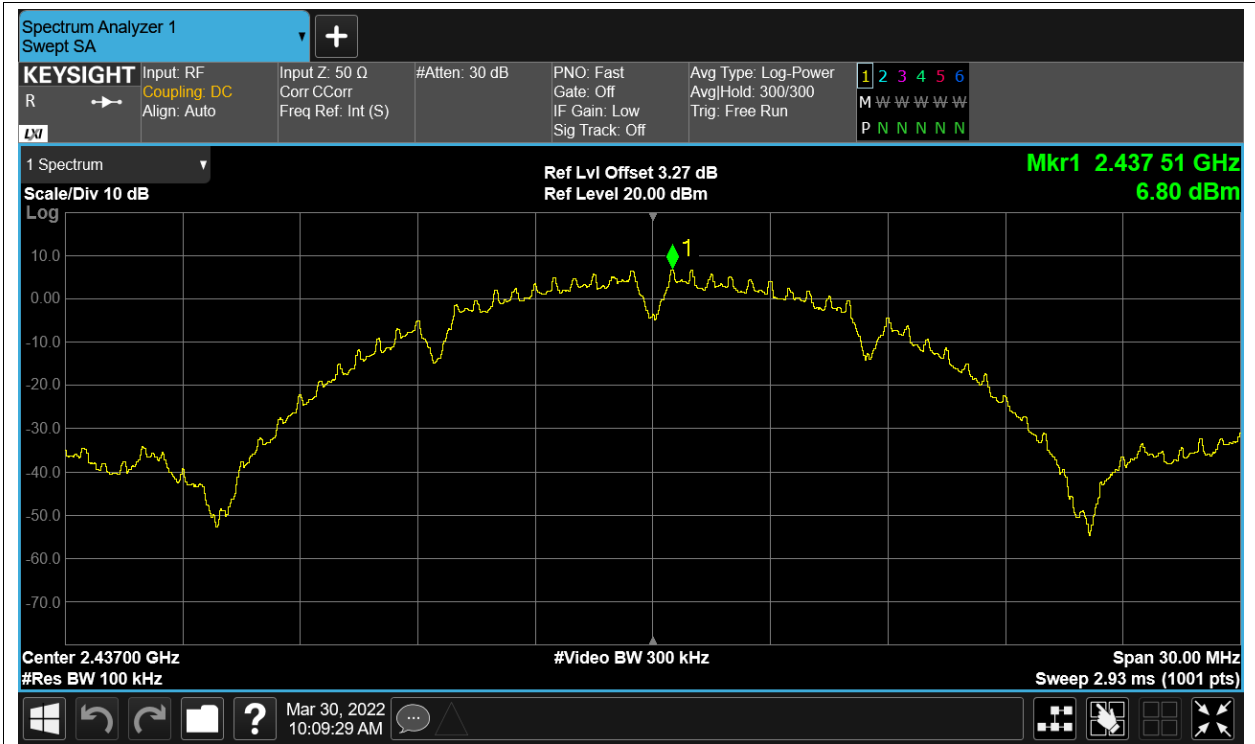 Spectrum Analyzer 1
Swept SA
+
KEYSIGHT
R
LXI
Input: RF
Coupling: DC
Align: Auto
Input Z: 50 Ω
Corr CCorr
Freq Ref: Int (S)
#Atten: 30 dB
PNO: Fast
Gate: Off
IF Gain: Low
Sig Track: Off
Avg Type: Log-Power
Avg|Hold: 300/300
Trig: Free Run
1 2 3 4 5 6
M W W W W W
P N N N N N
1 Spectrum
Scale/Div 10 dB
Log
Ref Lvl Offset 3.27 dB
Ref Level 20.00 dBm
Mkr1 2.437 51 GHz
6.80 dBm
1
10.0
0.00
-10.0
-20.0
-30.0
-40.0
-50.0
-60.0
-70.0
Center 2.43700 GHz
#Res BW 100 kHz
#Video BW 300 kHz
Span 30.00 MHz
Sweep 2.93 ms (1001 pts)
?
Mar 30, 2022
10:09:29 AM